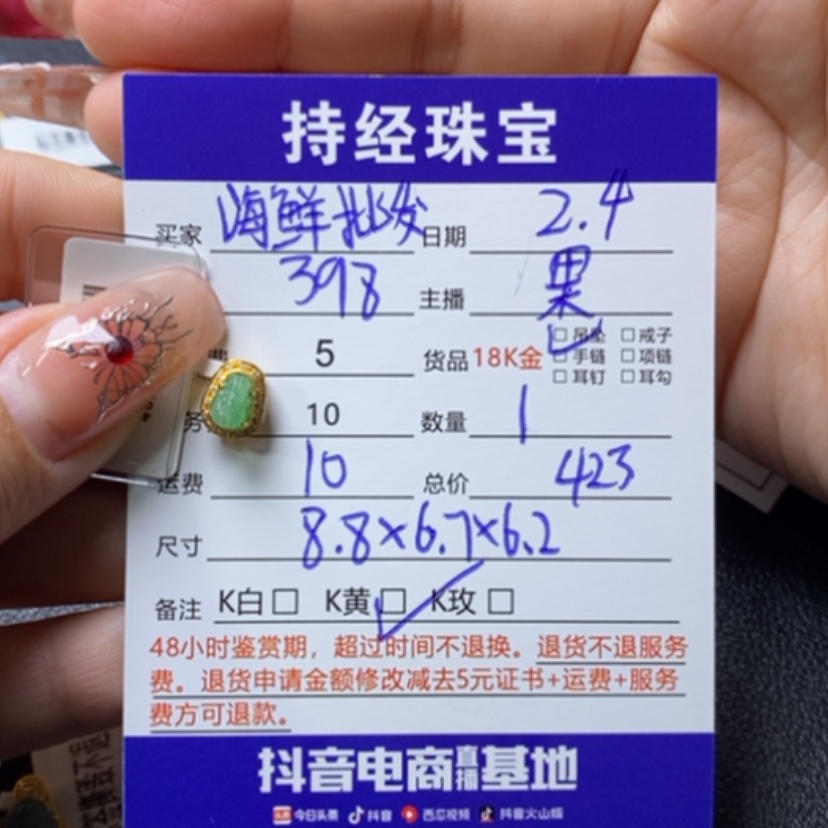 持经珠宝
买家 海鲜批发 日期 2.4
398 主播 果
5 货品 18K金 □吊坠 □戒子
□手链 □项链
□耳钉 □耳勾
务 10 数量 1
运费 10 总价 423
尺寸 8.8×6.7×6.2
备注 K白□ K黄□ K玫□
48小时鉴赏期，超过时间不退换。退货不退服务
费。退货申请金额修改减去5元证书+运费+服务
费方可退款。
抖音电商直播基地
今日头条 抖音 西瓜视频 抖音火山版